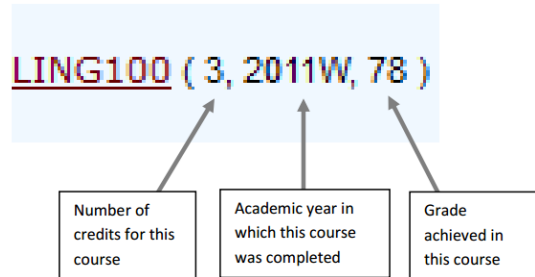 LING100 ( 3, 2011W, 78 )
Number of
credits for this
course
Academic year in
which this course
was completed
Grade
achieved in
this course